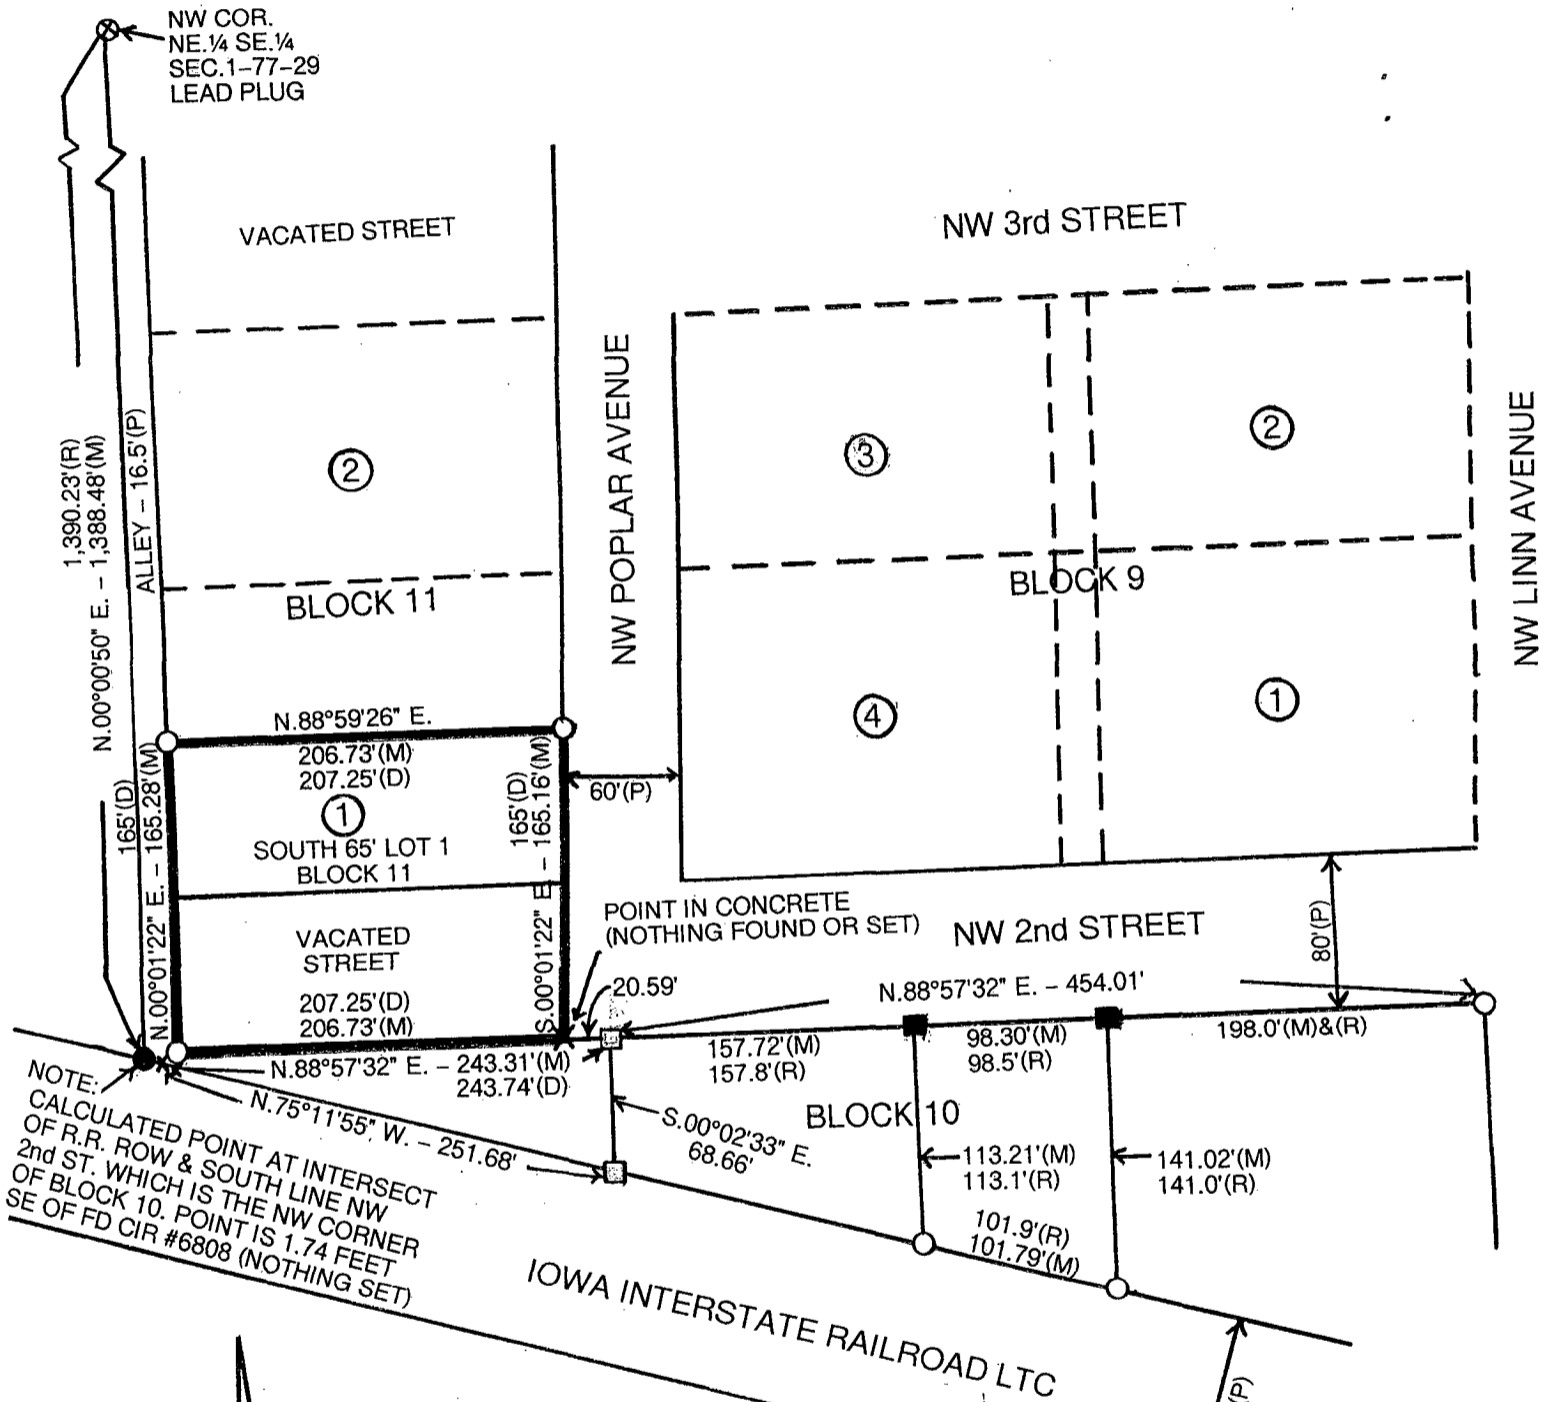 NW COR.
NE.¼ SE.¼
SEC.1–77–29
LEAD PLUG
VACATED STREET
NW 3rd STREET
NW POPLAR AVENUE
NW LINN AVENUE
1,390.23'(R)
N.00°00'50" E. – 1,388.48'(M)
ALLEY – 16.5'(P)
2
BLOCK 11
3
2
BLOCK 9
4
1
N.88°59'26" E.
206.73'(M)
207.25'(D)
165'(D)
N.00°01'22" E. – 165.28'(M)
1
SOUTH 65' LOT 1
BLOCK 11
165'(D)
S.00°01'22" E – 165.16'(M)
60'(P)
VACATED
STREET
207.25'(D)
206.73'(M)
POINT IN CONCRETE
(NOTHING FOUND OR SET)
NW 2nd STREET
80'(P)
20.59'
N.88°57'32" E. – 454.01'
N.88°57'32" E. – 243.31'(M)
243.74'(D)
157.72'(M)
157.8'(R)
98.30'(M)
98.5'(R)
198.0'(M)&(R)
N.75°11'55" W. – 251.68'
S.00°02'33" E.
68.66'
BLOCK 10
113.21'(M)
113.1'(R)
141.02'(M)
141.0'(R)
101.9'(R)
101.79'(M)
NOTE:
CALCULATED POINT AT INTERSECT
OF R.R. ROW & SOUTH LINE NW
2nd ST. WHICH IS THE NW CORNER
OF BLOCK 10. POINT IS 1.74 FEET
SE OF FD CIR #6808 (NOTHING SET)
IOWA INTERSTATE RAILROAD LTC
(P)